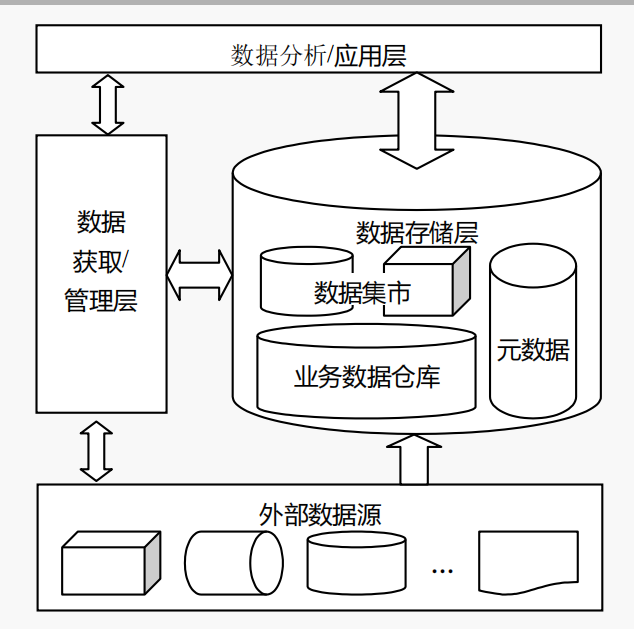 数据分析/应用层
数据
获取/
管理层
数据存储层
数据集市
业务数据仓库
元数据
外部数据源
...